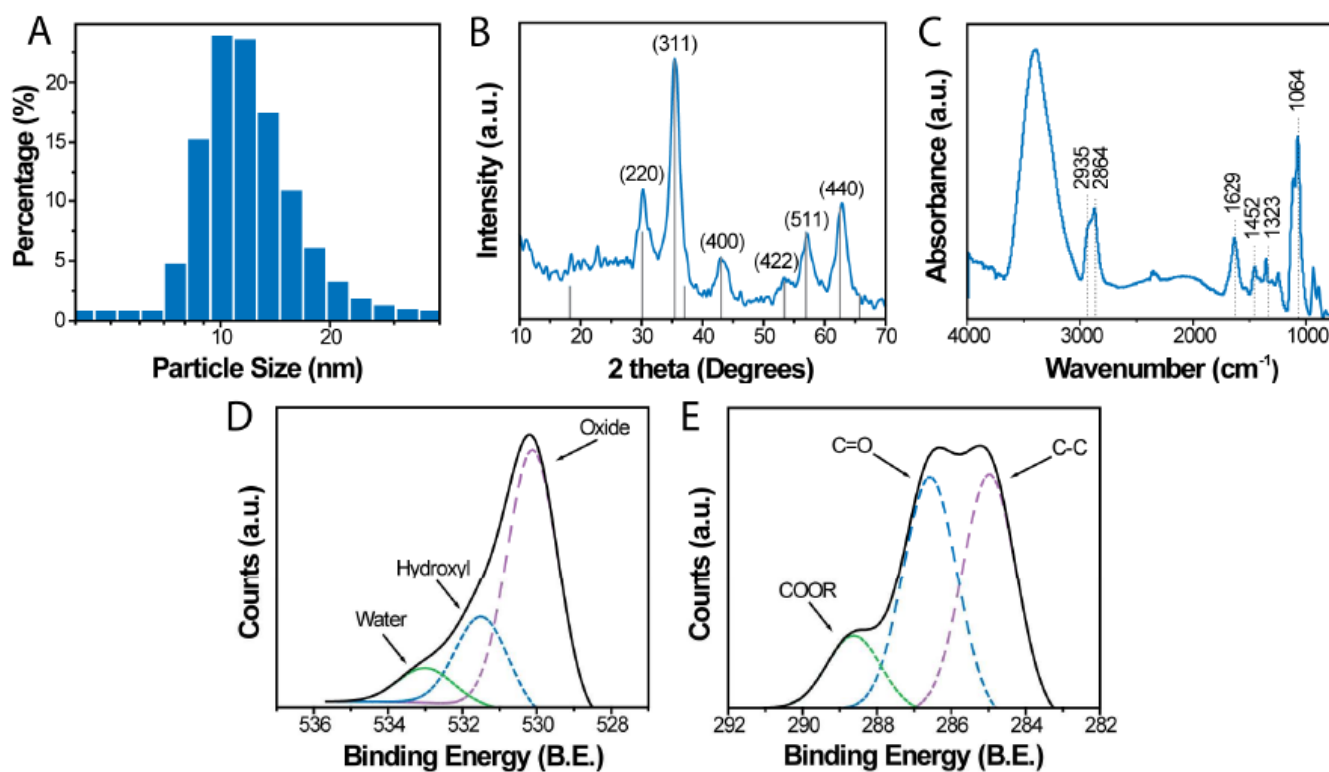 A
Percentage (%)
20
15
10
5
0
10
20
Particle Size (nm)
B
Intensity (a.u.)
(220)
(311)
(400)
(422)
(511)
(440)
10
20
30
40
50
60
70
2 theta (Degrees)
C
Absorbance (a.u.)
2935
2864
1629
1452
1323
1064
4000
3000
2000
1000
Wavenumber (cm⁻¹)
D
Counts (a.u.)
Water
Hydroxyl
Oxide
536
534
532
530
528
Binding Energy (B.E.)
E
Counts (a.u.)
COOR
C=O
C-C
292
290
288
286
284
282
Binding Energy (B.E.)